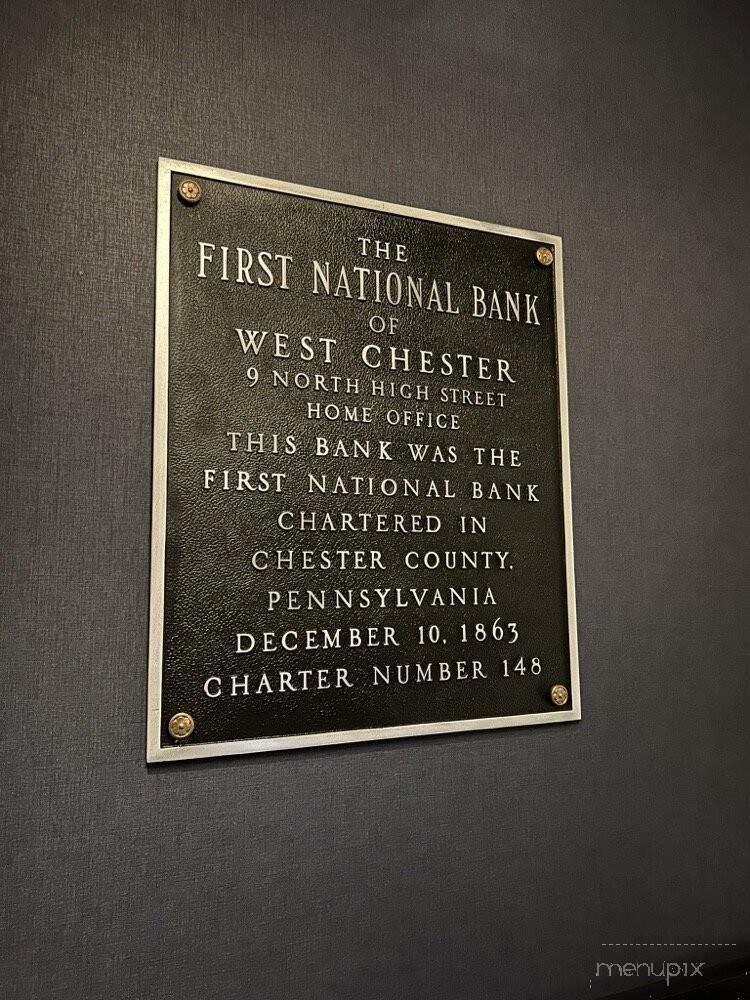 THE
FIRST NATIONAL BANK
OF
WEST CHESTER
9 NORTH HIGH STREET
HOME OFFICE
THIS BANK WAS THE
FIRST NATIONAL BANK
CHARTERED IN
CHESTER COUNTY.
PENNSYLVANIA
DECEMBER 10, 1863
CHARTER NUMBER 148
menupix